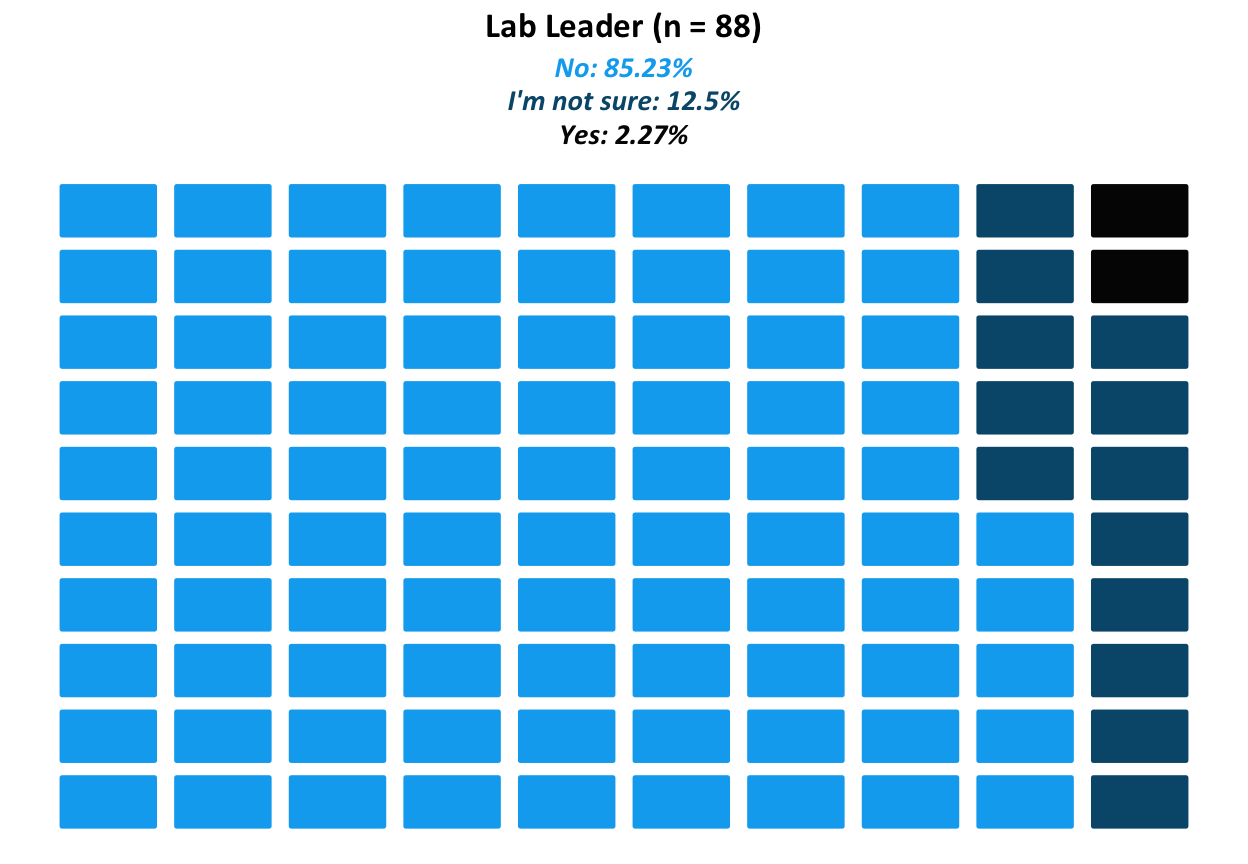 Lab Leader (n = 88)
No: 85.23%
I'm not sure: 12.5%
Yes: 2.27%